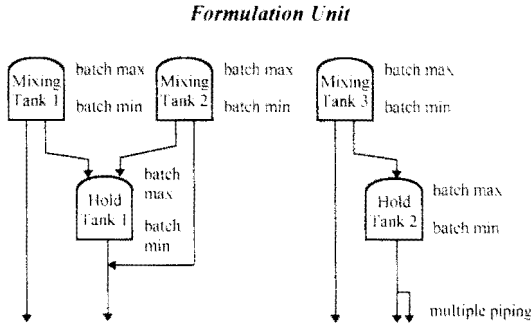 Formulation Unit
Mixing
Tank 1
batch max
batch min
Mixing
Tank 2
batch max
batch min
Mixing
Tank 3
batch max
batch min
Hold
Tank 1
batch
max
batch
min
Hold
Tank 2
batch max
batch min
multiple piping